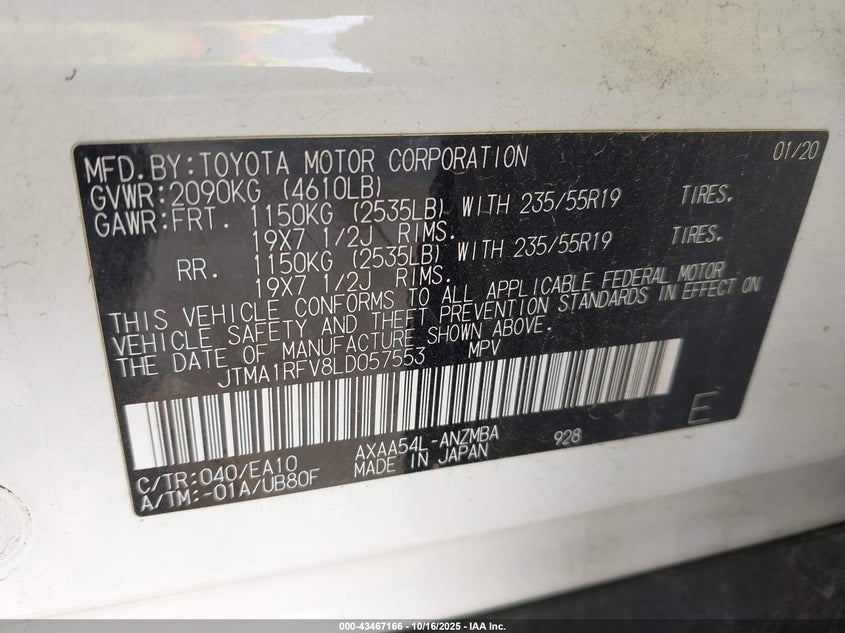 MFD.BY:TOYOTA MOTOR CORPORATION 01/20
GVWR:2090KG (4610LB)
GAWR:FRT. 1150KG (2535LB) WITH 235/55R19 TIRES.
19X7 1/2J RIMS.
RR. 1150KG (2535LB) WITH 235/55R19 TIRES.
19X7 1/2J RIMS.
THIS VEHICLE CONFORMS TO ALL APPLICABLE FEDERAL MOTOR
VEHICLE SAFETY AND THEFT PREVENTION STANDARDS IN EFFECT ON
THE DATE OF MANUFACTURE SHOWN ABOVE.
JTMA1RFV8LD057553 MPV
E
C/TR:040/EA10 AXAA54L-ANZMBA 928
A/TM:-01A/UB80F MADE IN JAPAN
000-43467166 - 10/16/2025 - IAA Inc.